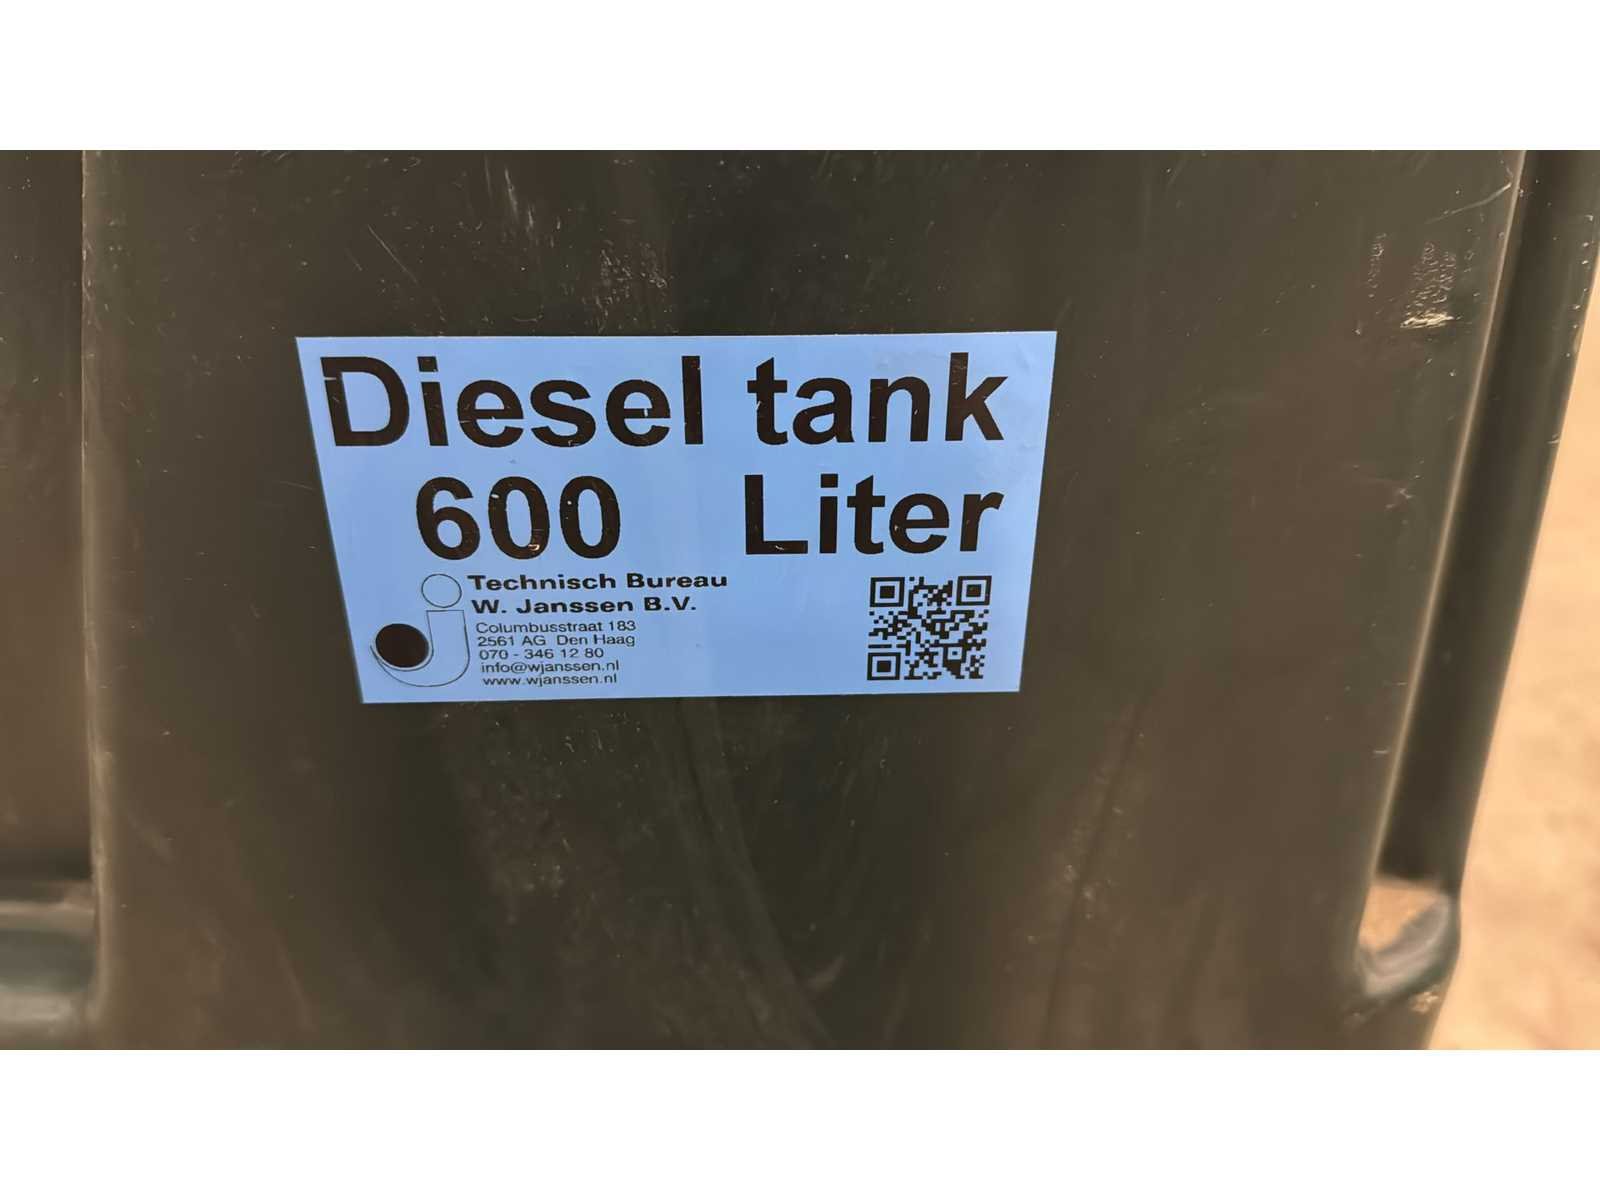 Diesel tank
600 Liter
Technisch Bureau
W. Janssen B.V.
Columbusstraat 183
2561 AG Den Haag
070 - 346 12 80
info@wjanssen.nl
www.wjanssen.nl